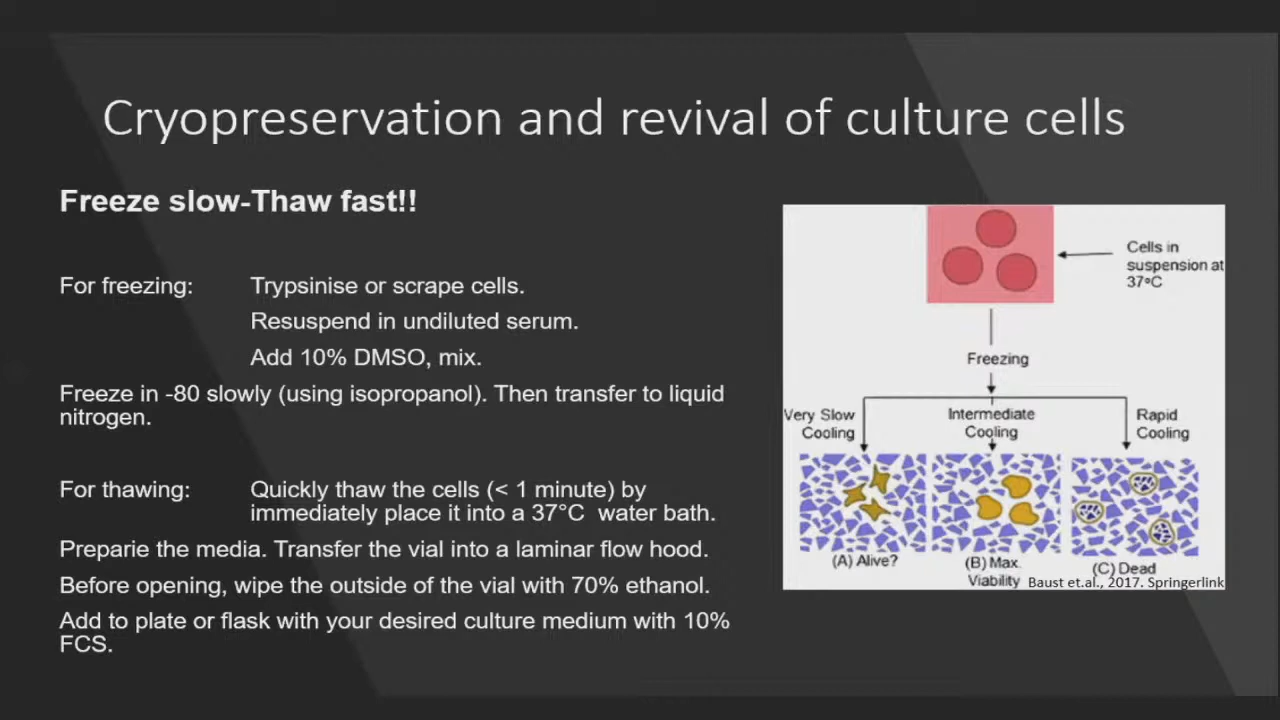 Cryopreservation and revival of culture cells
Freeze slow-Thaw fast!!
For freezing: Trypsinise or scrape cells.
Resuspend in undiluted serum.
Add 10% DMSO, mix.
Freeze in -80 slowly (using isopropanol). Then transfer to liquid
nitrogen.
For thawing: Quickly thaw the cells (< 1 minute) by
immediately place it into a 37°C water bath.
Preparie the media. Transfer the vial into a laminar flow hood.
Before opening, wipe the outside of the vial with 70% ethanol.
Add to plate or flask with your desired culture medium with 10%
FCS.
Cells in
suspension at
37ºC
Freezing
Very Slow
Cooling
Intermediate
Cooling
Rapid
Cooling
(A) Alive?
(B) Max.
Viability
(C) Dead
Baust et.al., 2017. Springerlink